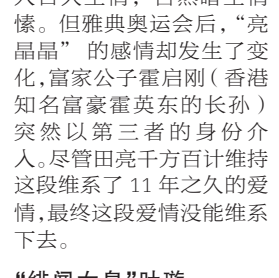 愫。但雅典奥运会后，“亮
晶晶” 的感情却发生了变
化，富家公子霍启刚（香港
知名富豪霍英东的长孙）
突然以第三者的身份介
入。尽管田亮千方百计维持
这段维系了 11 年之久的爱
情，最终这段爱情没能维系
下去。